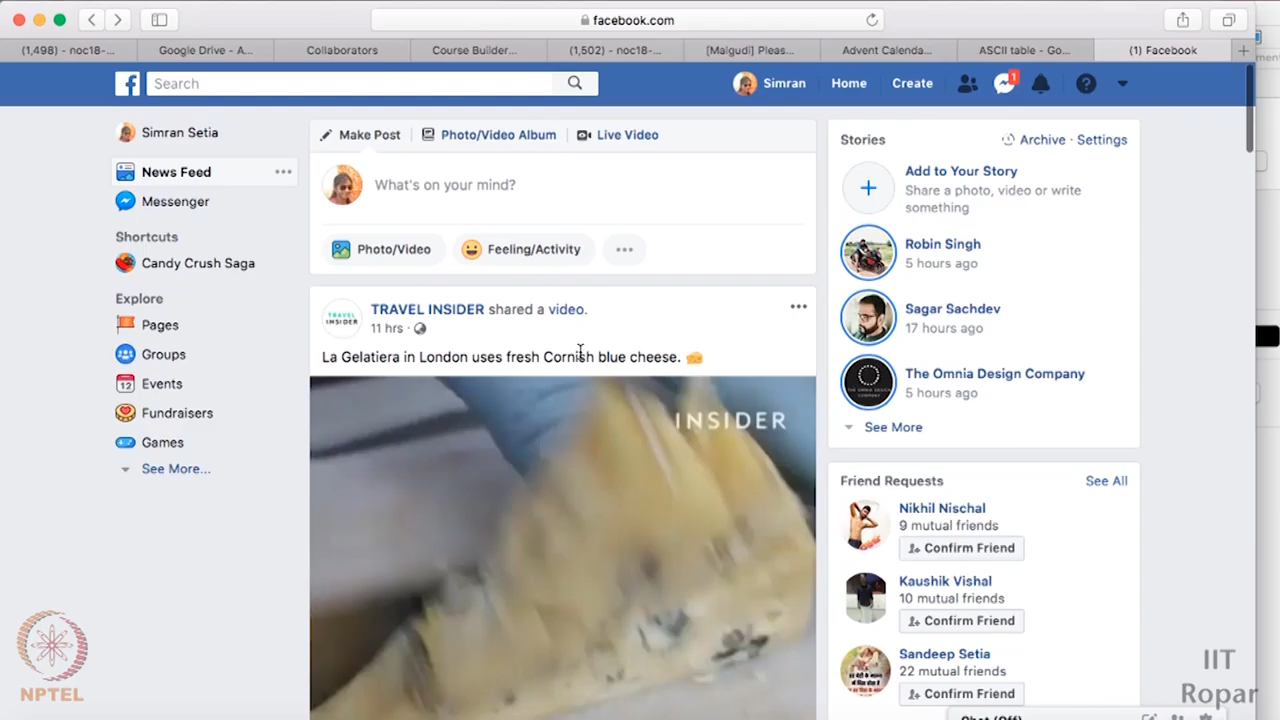 facebook.com
(1,498) - noc18-...
Google Drive - A...
Collaborators
Course Builder...
(1,502) - noc18-...
[Malgudi] Pleas...
Advent Calenda...
ASCII table - Go...
(1) Facebook
Search
Simran
Home
Create
1
Simran Setia
News Feed
Messenger
Shortcuts
Candy Crush Saga
Explore
Pages
Groups
12
Events
Fundraisers
Games
See More...
Make Post
Photo/Video Album
Live Video
What's on your mind?
Photo/Video
Feeling/Activity
TRAVEL INSIDER shared a video.
11 hrs ·
La Gelatiera in London uses fresh Cornish blue cheese.
TRAVEL
INSIDER
INSIDER
Stories
Archive · Settings
Add to Your Story
Share a photo, video or write
something
Robin Singh
5 hours ago
Sagar Sachdev
17 hours ago
The Omnia Design Company
5 hours ago
See More
Friend Requests
See All
Nikhil Nischal
9 mutual friends
Confirm Friend
Kaushik Vishal
10 mutual friends
Confirm Friend
Sandeep Setia
22 mutual friends
Confirm Friend
Chat (Off)
NPTEL
IIT
Ropar